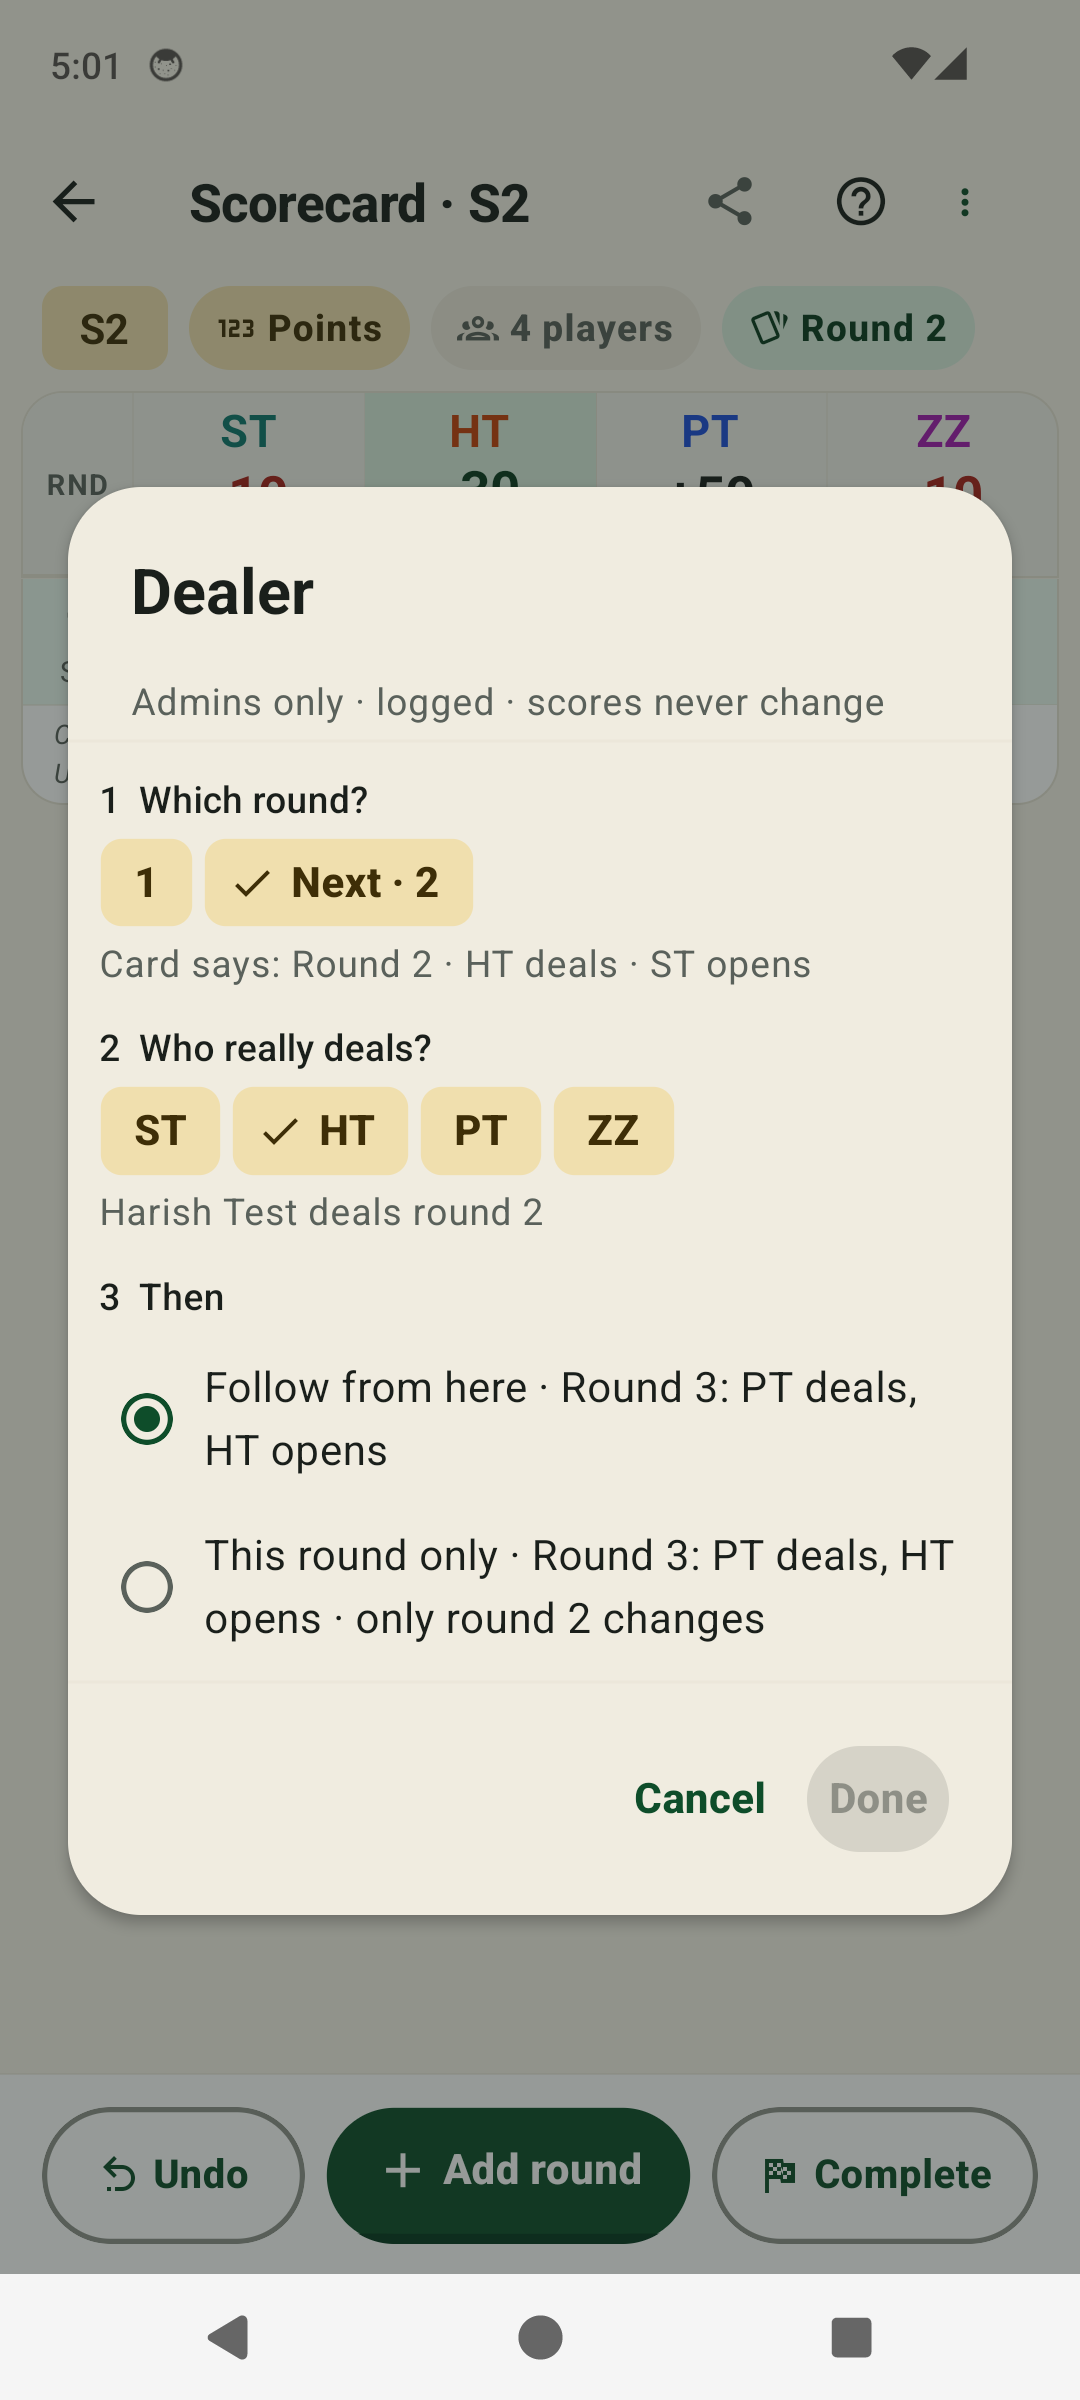 5:01
Scorecard · S2
S2
123 Points
4 players
Round 2
ST
HT
PT
ZZ
RND
Dealer
Admins only · logged · scores never change
1 Which round?
1
Next · 2
Card says: Round 2 · HT deals · ST opens
2 Who really deals?
ST
HT
PT
ZZ
Harish Test deals round 2
3 Then
Follow from here · Round 3: PT deals,
HT opens
This round only · Round 3: PT deals, HT
opens · only round 2 changes
Cancel
Done
Undo
Add round
Complete